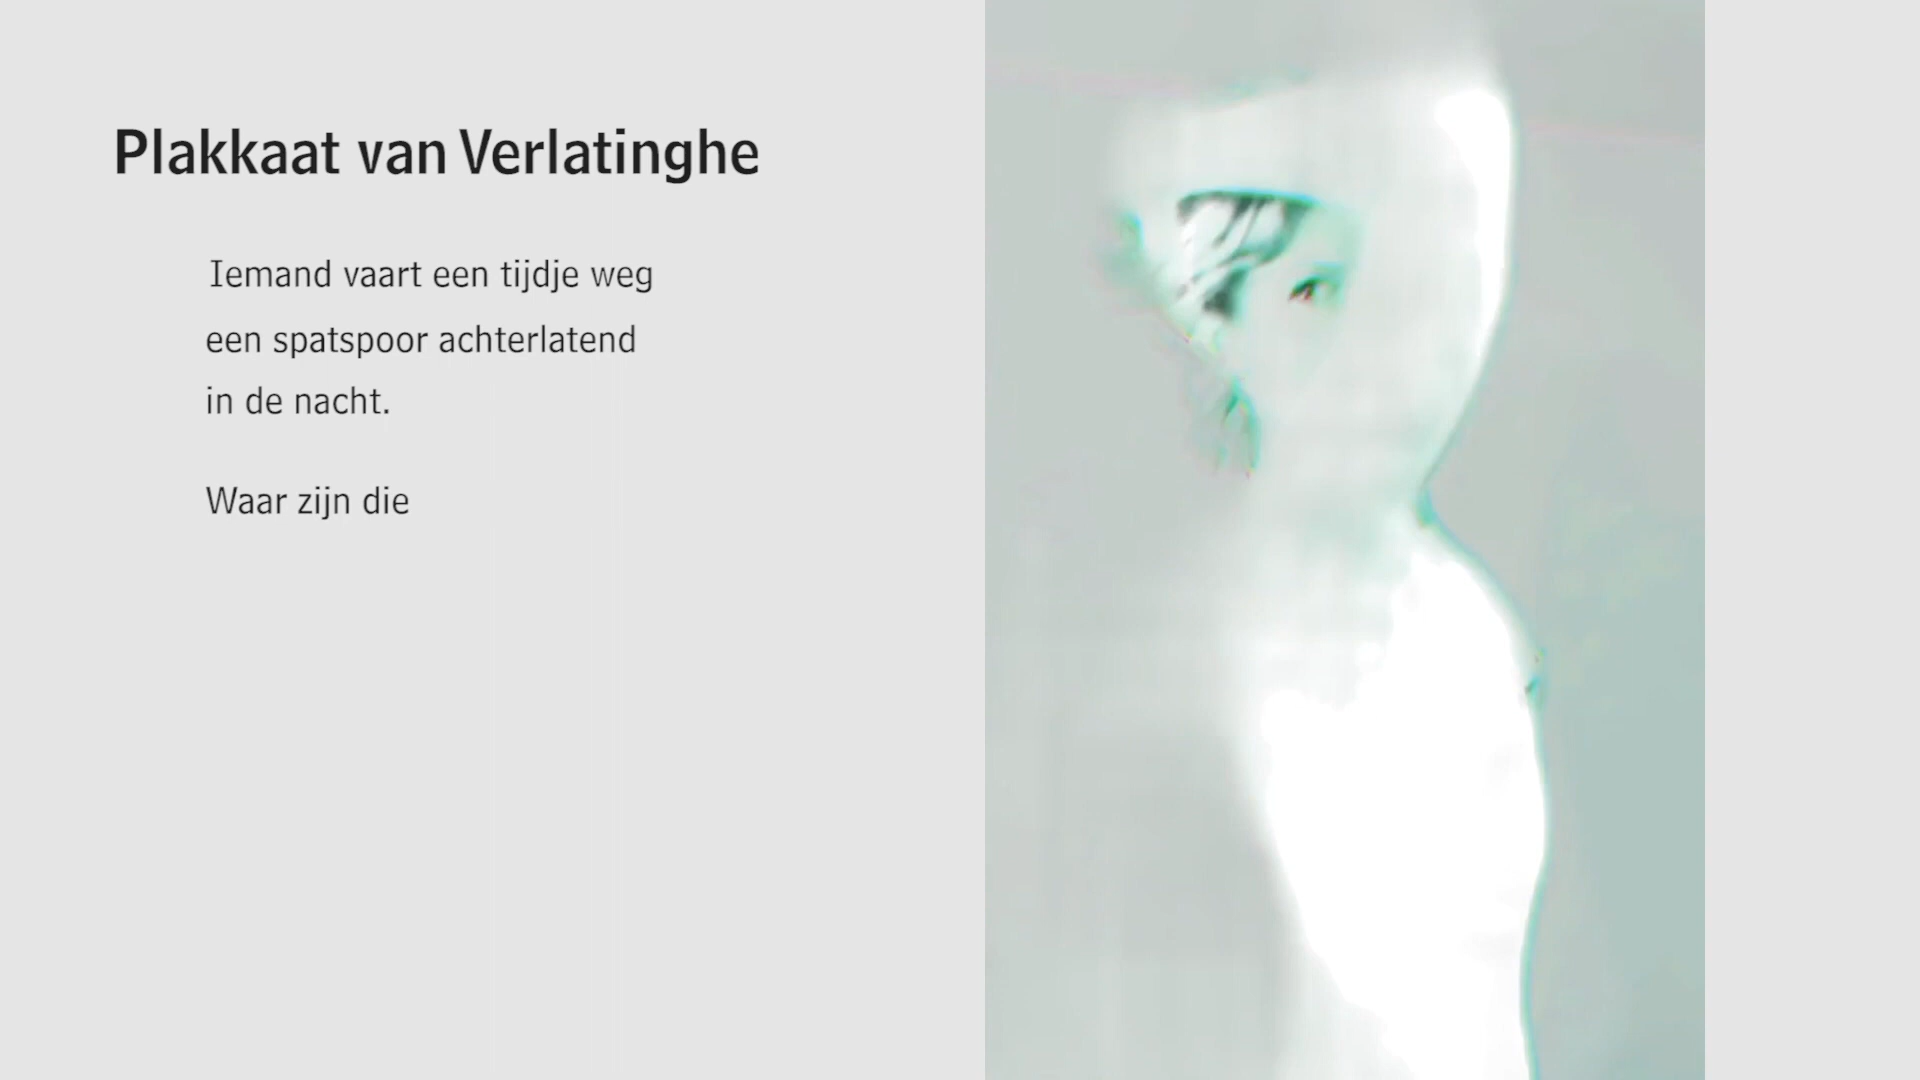 Plakkaat van Verlatinghe
Iemand vaart een tijdje weg
een spatspoor achterlatend
in de nacht.
Waar zijn die